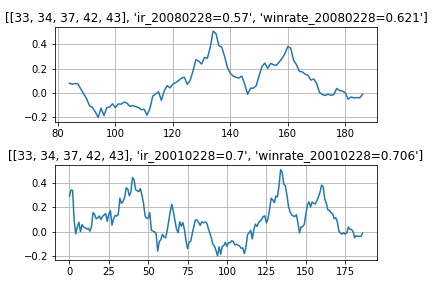 [[33, 34, 37, 42, 43], 'ir_20080228=0.57', 'winrate_20080228=0.621']
0.4
0.2
0.0
−0.2
80 100 120 140 160 180
[[33, 34, 37, 42, 43], 'ir_20010228=0.7', 'winrate_20010228=0.706']
0.4
0.2
0.0
−0.2
0 25 50 75 100 125 150 175